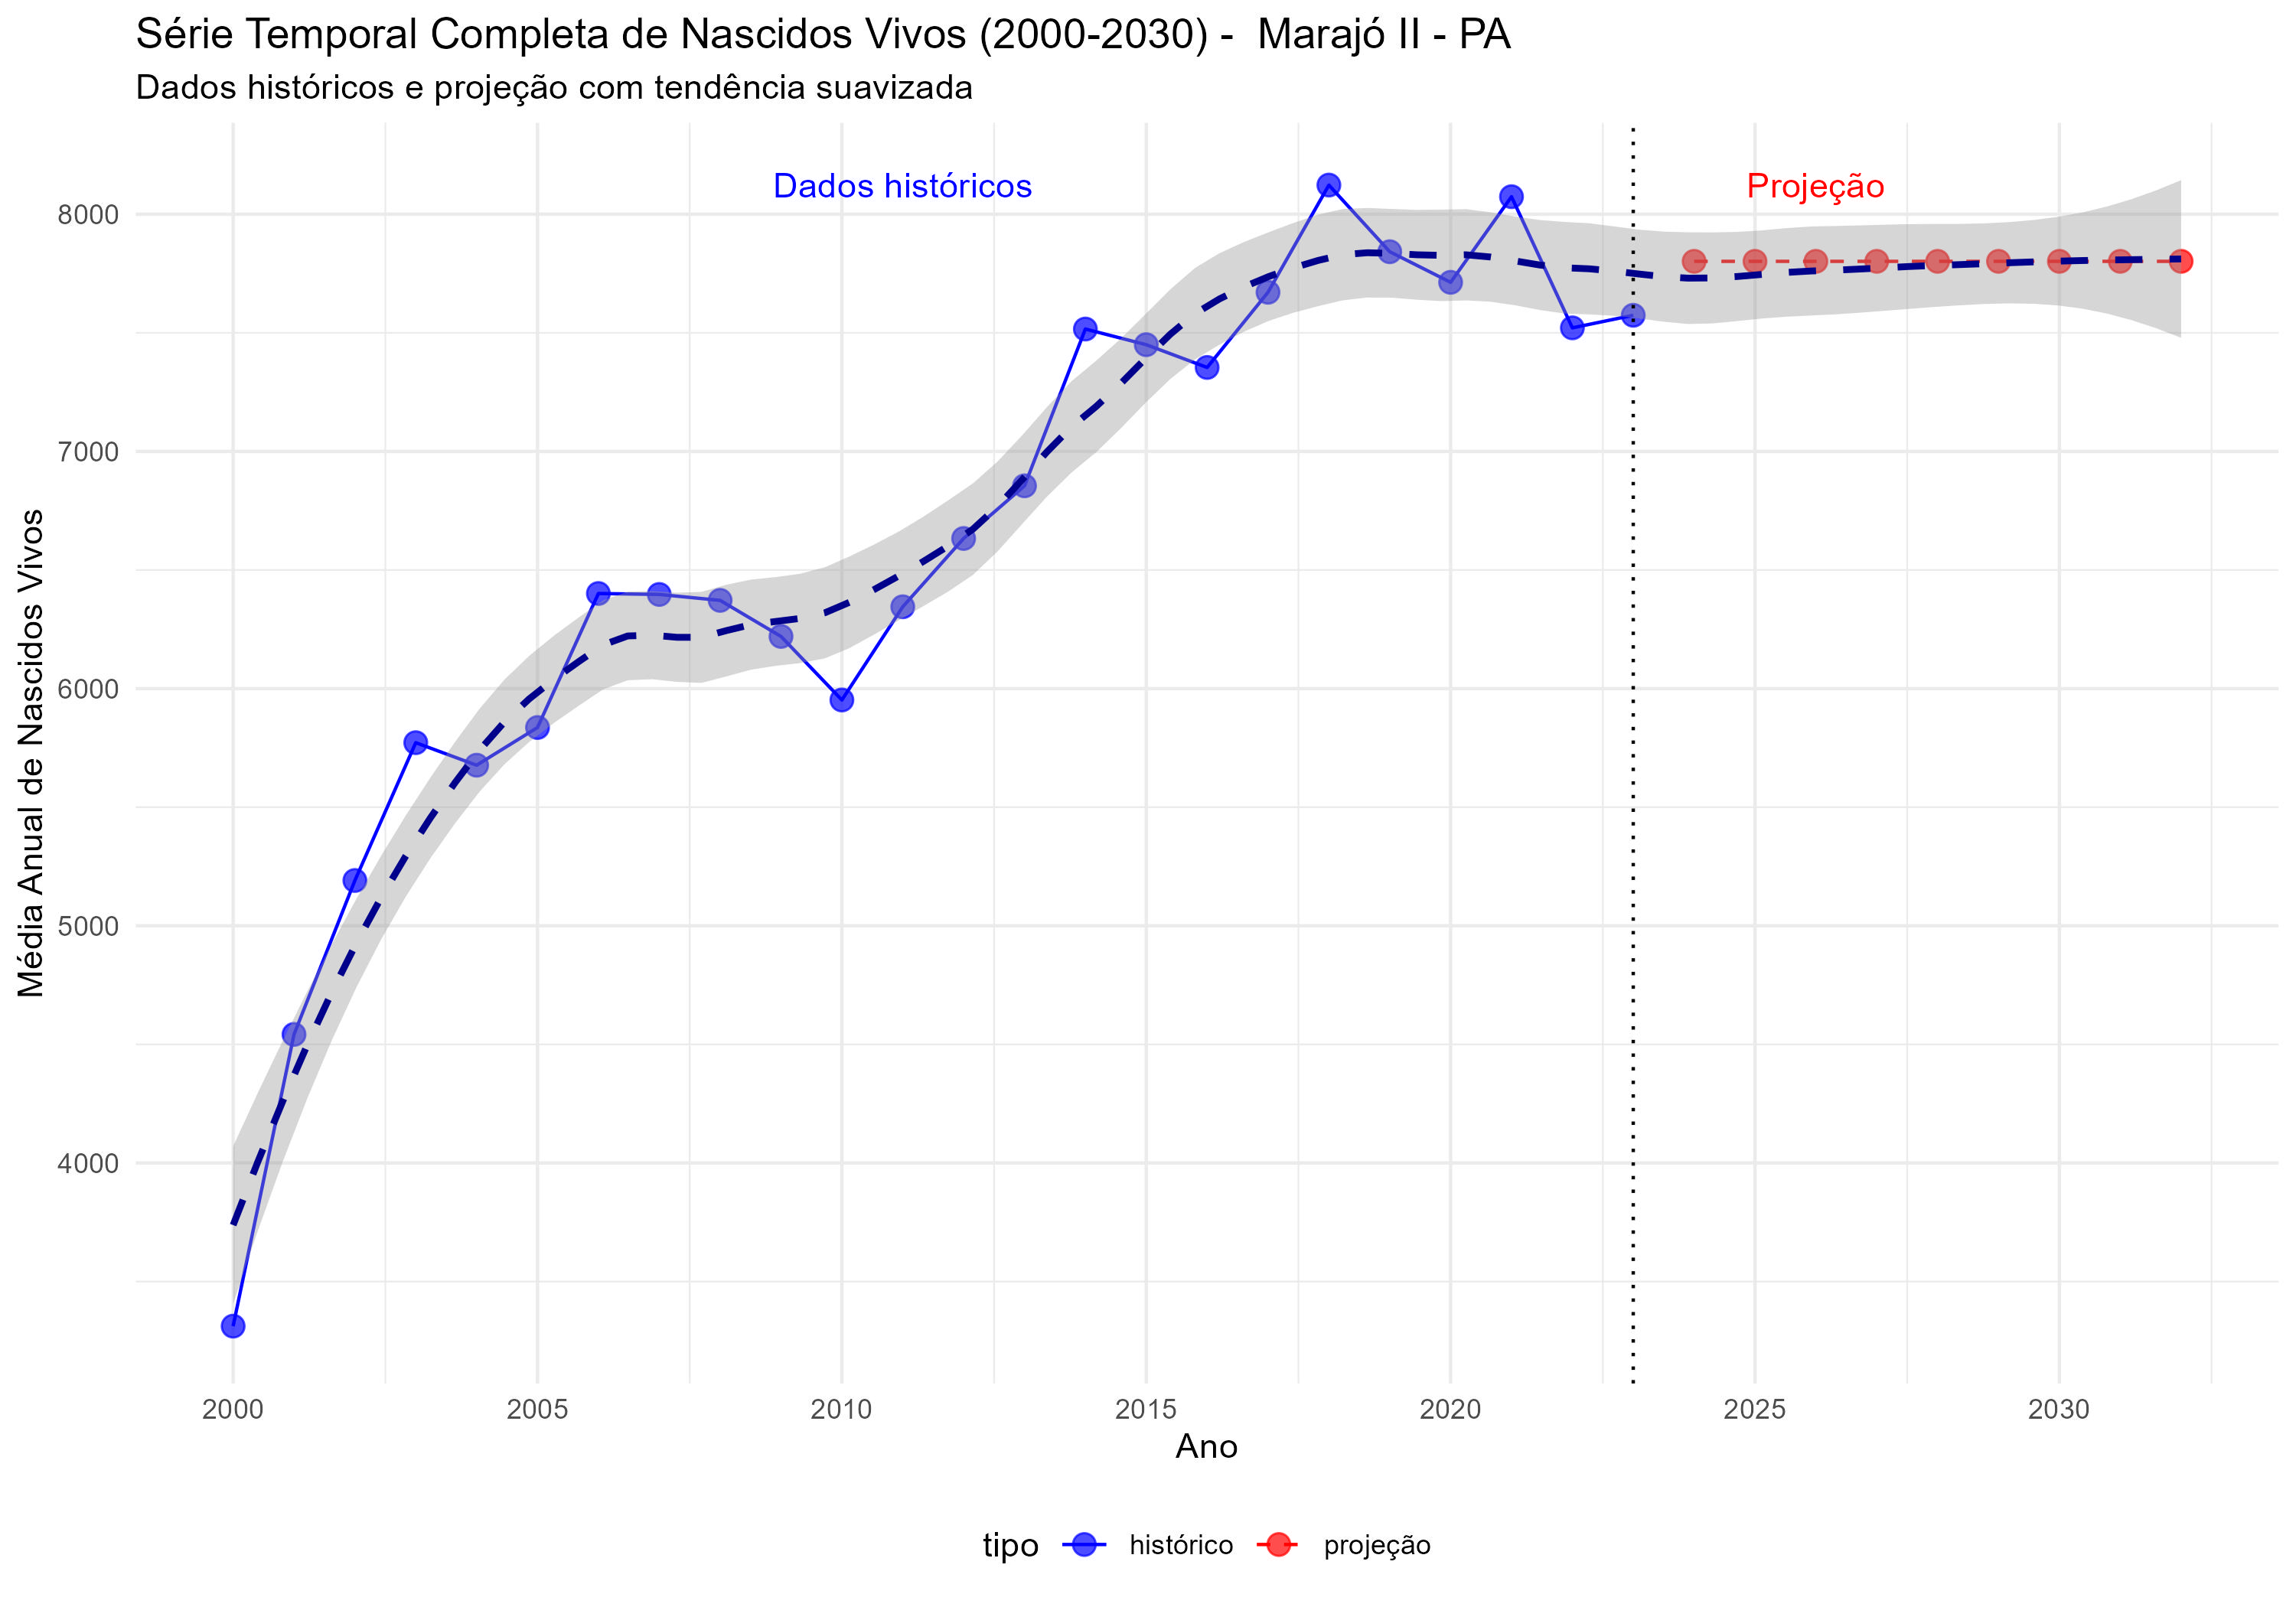 Série Temporal Completa de Nascidos Vivos (2000-2030) -  Marajó II - PA
Dados históricos e projeção com tendência suavizada
Dados históricos
Projeção
Média Anual de Nascidos Vivos
8000
7000
6000
5000
4000
2000
2005
2010
2015
2020
2025
2030
Ano
tipo
histórico
projeção